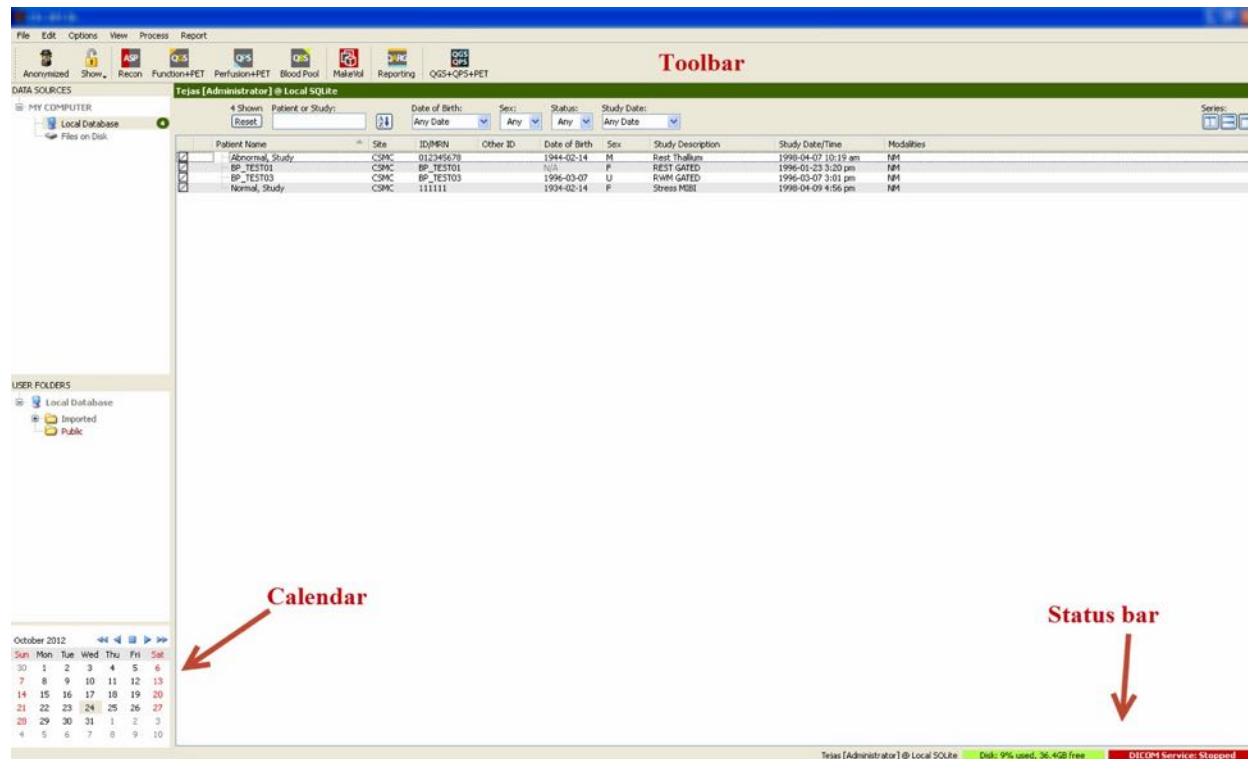 File Edit Options View Process Report
ASP QGS QPS QBS DARG QGS QPS
Anonymized Show Recon Function+PET Perfusion+PET Blood Pool MakeVol Reporting QGS+QPS+PET
Toolbar
DATA SOURCES
Tejas [Administrator] @ Local SQLite
MY COMPUTER
Local Database 4
Files on Disk
4 Shown Patient or Study: Date of Birth: Sex: Status: Study Date: Series:
Reset Any Date Any Any Any Date
Patient Name Site ID/MRN Other ID Date of Birth Sex Study Description Study Date/Time Modalities
Abnormal, Study CSMC 012345678 1944-02-14 M Rest Thallium 1998-04-07 10:19 am NM
BP_TEST01 CSMC BP_TEST01 N/A F REST GATED 1996-01-23 3:20 pm NM
BP_TEST03 CSMC BP_TEST03 1996-03-07 U RWM GATED 1996-03-07 3:01 pm NM
Normal, Study CSMC 111111 1934-02-14 F Stress MIBI 1998-04-09 4:56 pm NM
USER FOLDERS
Local Database
Imported
Public
Calendar
Status bar
October 2012
Sun Mon Tue Wed Thu Fri Sat
30 1 2 3 4 5 6
7 8 9 10 11 12 13
14 15 16 17 18 19 20
21 22 23 24 25 26 27
28 29 30 31 1 2 3
4 5 6 7 8 9 10
Tejas [Administrator] @ Local SQLite Disk: 9% used, 36.4GB free DICOM Service: Stopped